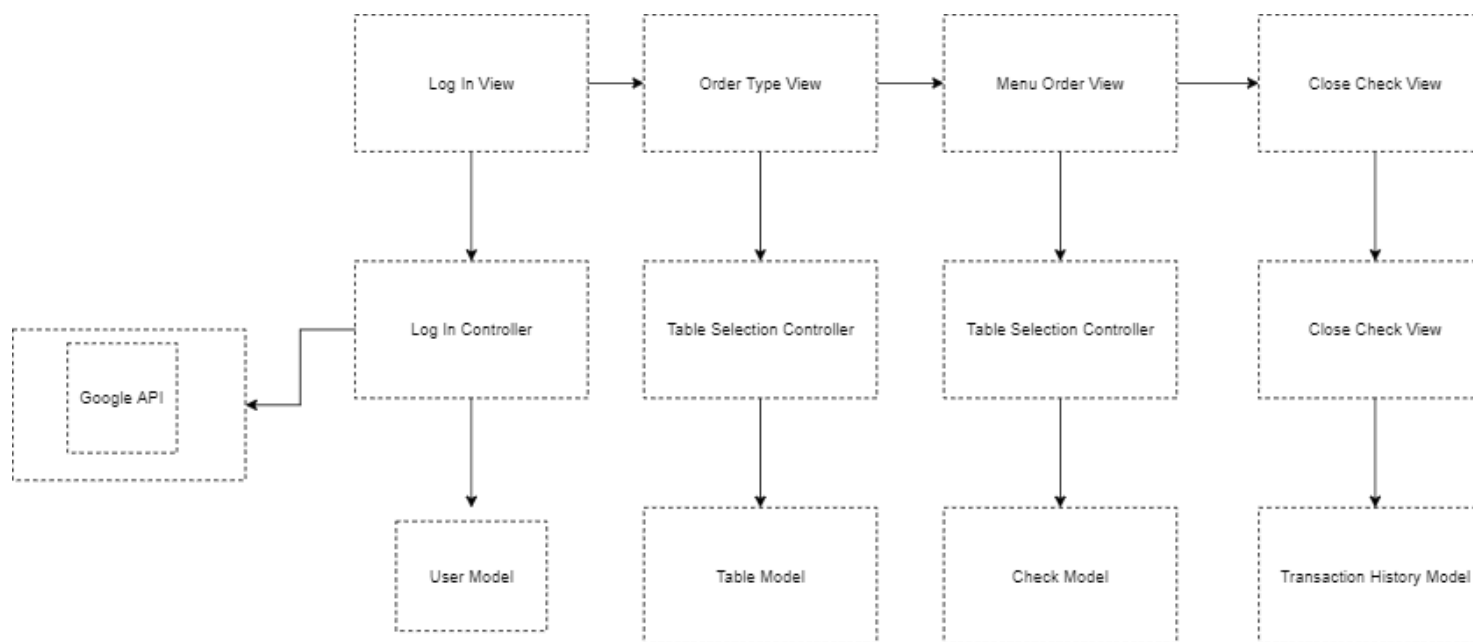 Log In View
Order Type View
Menu Order View
Close Check View
Log In Controller
Table Selection Controller
Table Selection Controller
Close Check View
Google API
User Model
Table Model
Check Model
Transaction History Model